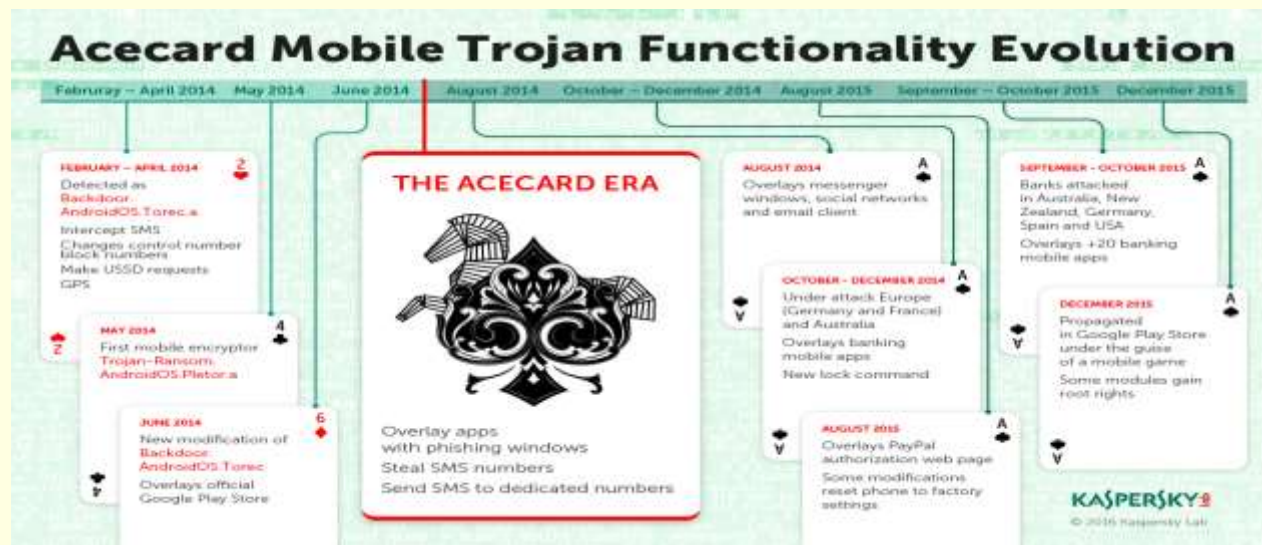 Acecard Mobile Trojan Functionality Evolution
Februray – April 2014 May 2014 June 2014 August 2014 October – December 2014 August 2015 September – October 2015 December 2015
FEBRUARY – APRIL 2014
2
Detected as
Backdoor.
AndroidOS.Torec.a
Intercept SMS
Changes control number
Block numbers
Make USSD requests
GPS
2
MAY 2014
4
First mobile encryptor
Trojan-Ransom.
AndroidOS.Pletor.a
4
JUNE 2014
6
New modification of
Backdoor.
AndroidOS.Torec
Overlays official
Google Play Store
THE ACECARD ERA
Overlay apps
with phishing windows
Steal SMS numbers
Send SMS to dedicated numbers
AUGUST 2014
A
Overlays messenger
windows, social networks
and email client
A
OCTOBER – DECEMBER 2014
A
Under attack Europe
(Germany and France)
and Australia
Overlays banking
mobile apps
New lock command
A
AUGUST 2015
A
Overlays PayPal
authorization web page
Some modifications
reset phone to factory
settings
SEPTEMBER – OCTOBER 2015
A
Banks attacked
in Australia, New
Zealand, Germany,
Spain and USA
Overlays +20 banking
mobile apps
A
DECEMBER 2015
A
Propagated
in Google Play Store
under the guise
of a mobile game
Some modules gain
root rights
A
KASPERSKY lab
© 2016 Kaspersky Lab